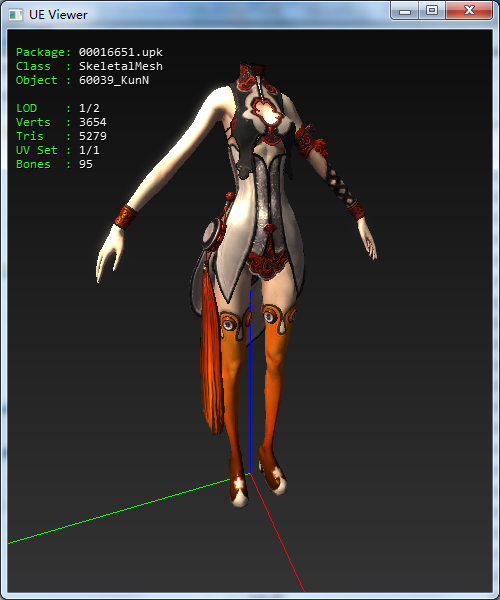 UE Viewer
Package: 00016651.upk
Class  : SkeletalMesh
Object : 60039_KunN
LOD    : 1/2
Verts  : 3654
Tris   : 5279
UV Set : 1/1
Bones  : 95